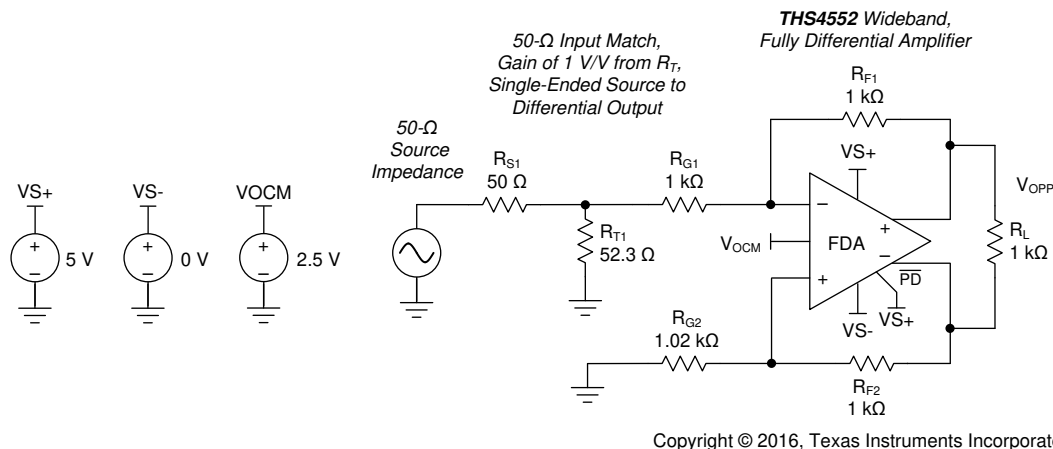 THS4552 Wideband,
Fully Differential Amplifier
50-Ω Input Match,
Gain of 1 V/V from RT,
Single-Ended Source to
Differential Output
50-Ω
Source
Impedance
RF1
1 kΩ
VS+
RS1
50 Ω
RG1
1 kΩ
VS+
VS-
VOCM
VOPP
RT1
52.3 Ω
VOCM
FDA
RL
1 kΩ
5 V
0 V
2.5 V
PD
VS+
VS-
RG2
1.02 kΩ
RF2
1 kΩ
Copyright © 2016, Texas Instruments Incorporate